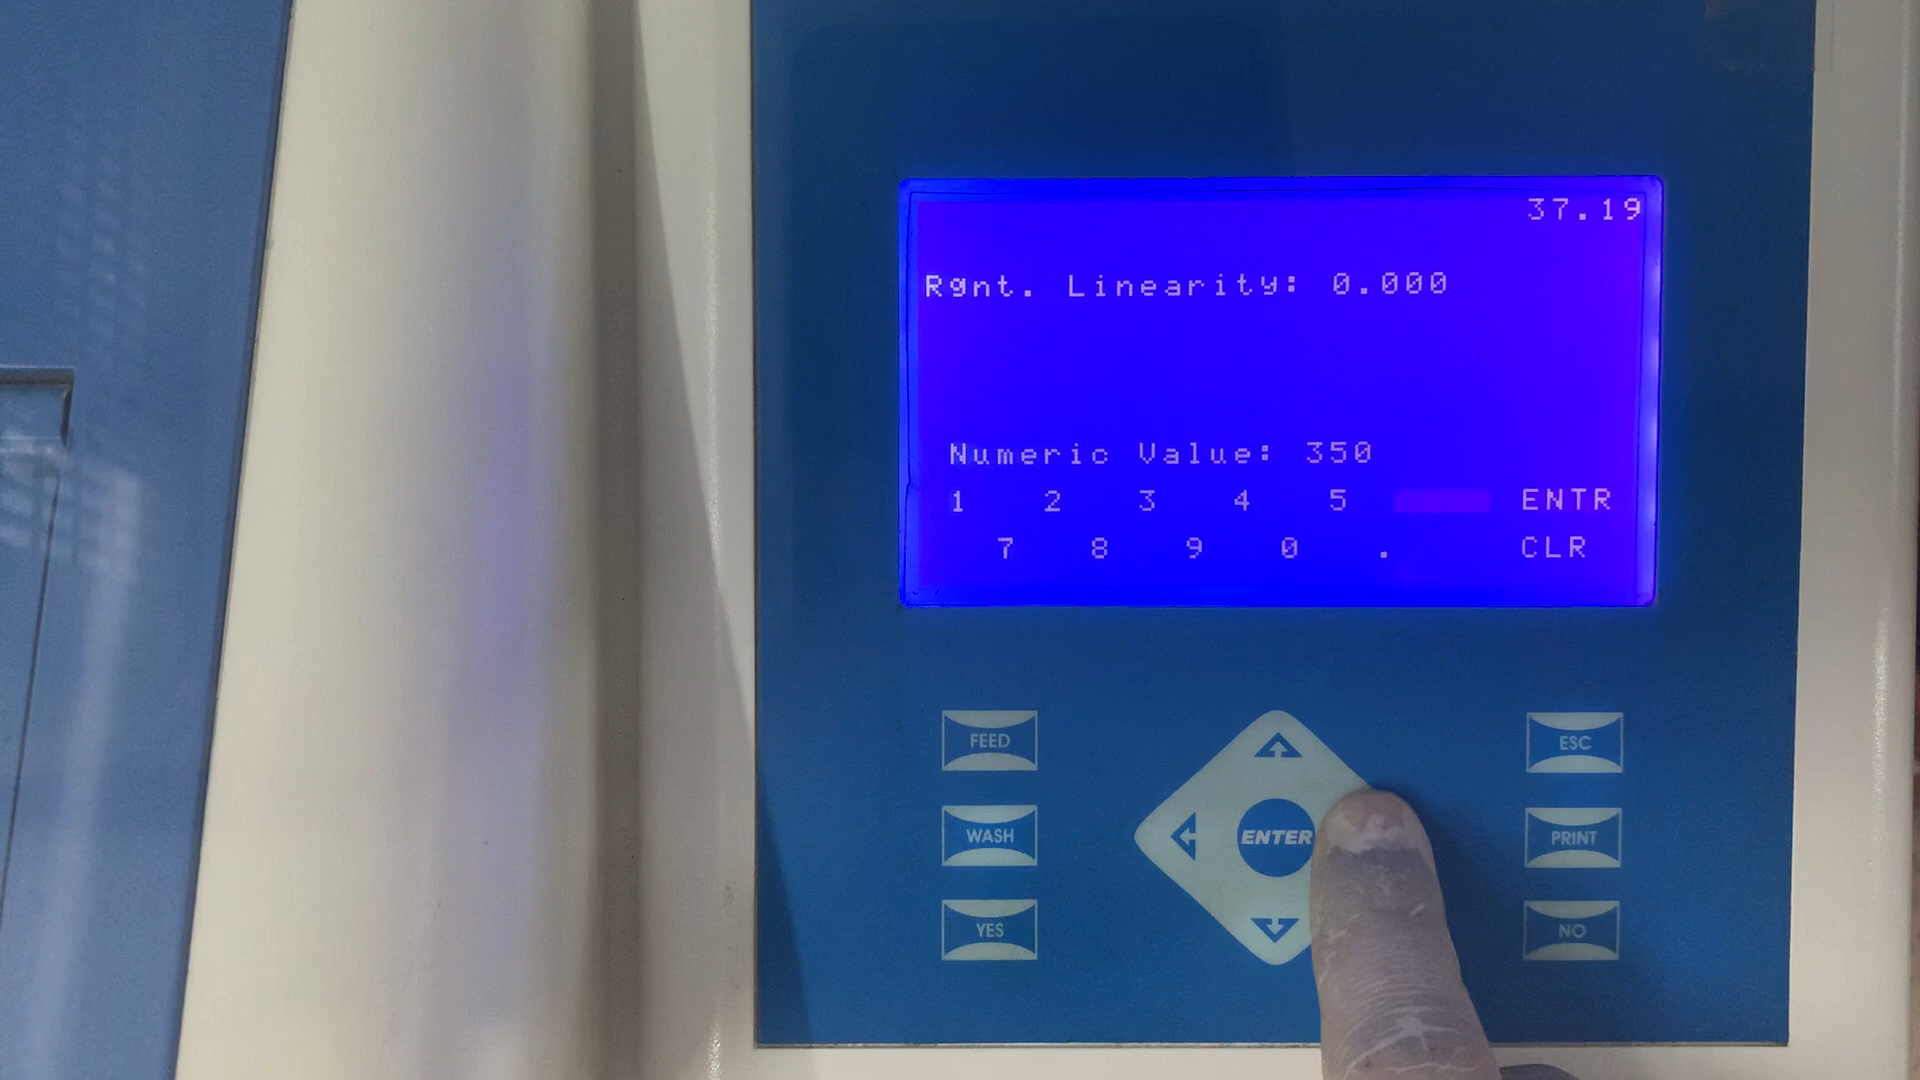 37.19
Rgnt. Linearity: 0.000
Numeric Value: 350
1 2 3 4 5 ENTR
7 8 9 0 . CLR
FEED ESC
WASH ENTER PRINT
YES NO